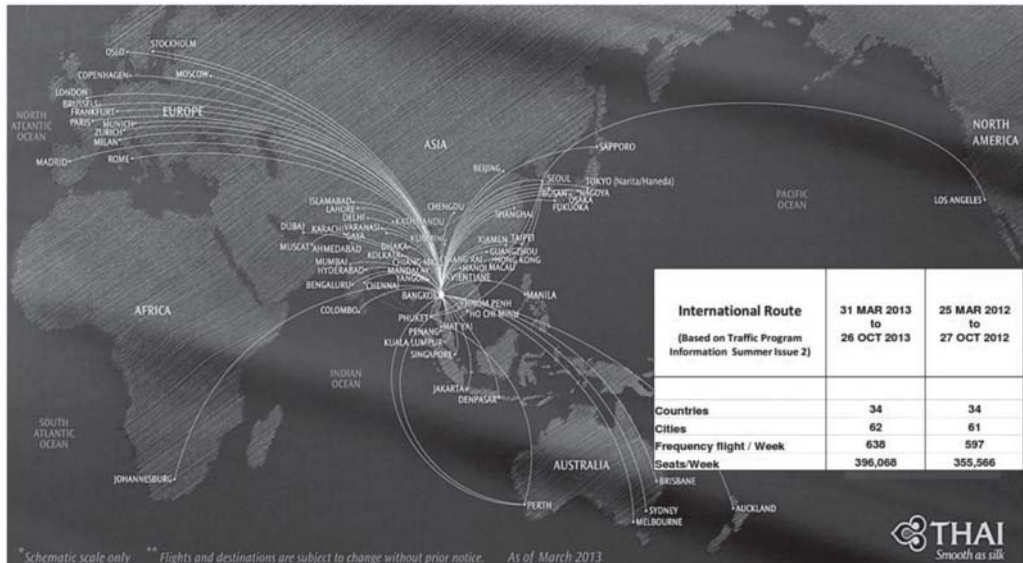 OSLO
STOCKHOLM
COPENHAGEN
MOSCOW
LONDON
BRUSSELS
FRANKFURT
EUROPE
NORTH
ATLANTIC
OCEAN
PARIS
MUNICH
ZURICH
MILAN
MADRID
ROME
ASIA
NORTH
AMERICA
SAPPORO
BEIJING
SEOUL
TOKYO (Narita/Haneda)
BUSAN
NAGOYA
OSAKA
FUKUOKA
PACIFIC
OCEAN
LOS ANGELES
ISLAMABAD
LAHORE
CHENGDU
SHANGHAI
DELHI
KATHMANDU
DUBAI
KARACHI
VARANASI
GAYA
KUNMING
XIAMEN
TAIPEI
MUSCAT
AHMEDABAD
DHAKA
KOLKATA
GUANGZHOU
HONG KONG
MUMBAI
CHIANG MAI
CHIANG RAI
HANOI
MACAU
HYDERABAD
MANDALAY
YANGON
VIENTIANE
BENGALURU
CHENNAI
BANGKOK
MANILA
AFRICA
COLOMBO
PHNOM PENH
HO CHI MINH
PHUKET
HAT YAI
PENANG
KUALA LUMPUR
SINGAPORE
INDIAN
OCEAN
JAKARTA
DENPASAR
SOUTH
ATLANTIC
OCEAN
JOHANNESBURG
AUSTRALIA
BRISBANE
PERTH
SYDNEY
MELBOURNE
AUCKLAND
International Route
(Based on Traffic Program
Information Summer Issue 2)
31 MAR 2013
to
26 OCT 2013
25 MAR 2012
to
27 OCT 2012
Countries 34 34
Cities 62 61
Frequency flight / Week 638 597
Seats/Week 396,068 355,566
THAI
Smooth as silk
*Schematic scale only ** Flights and destinations are subject to change without prior notice. As of March 2013